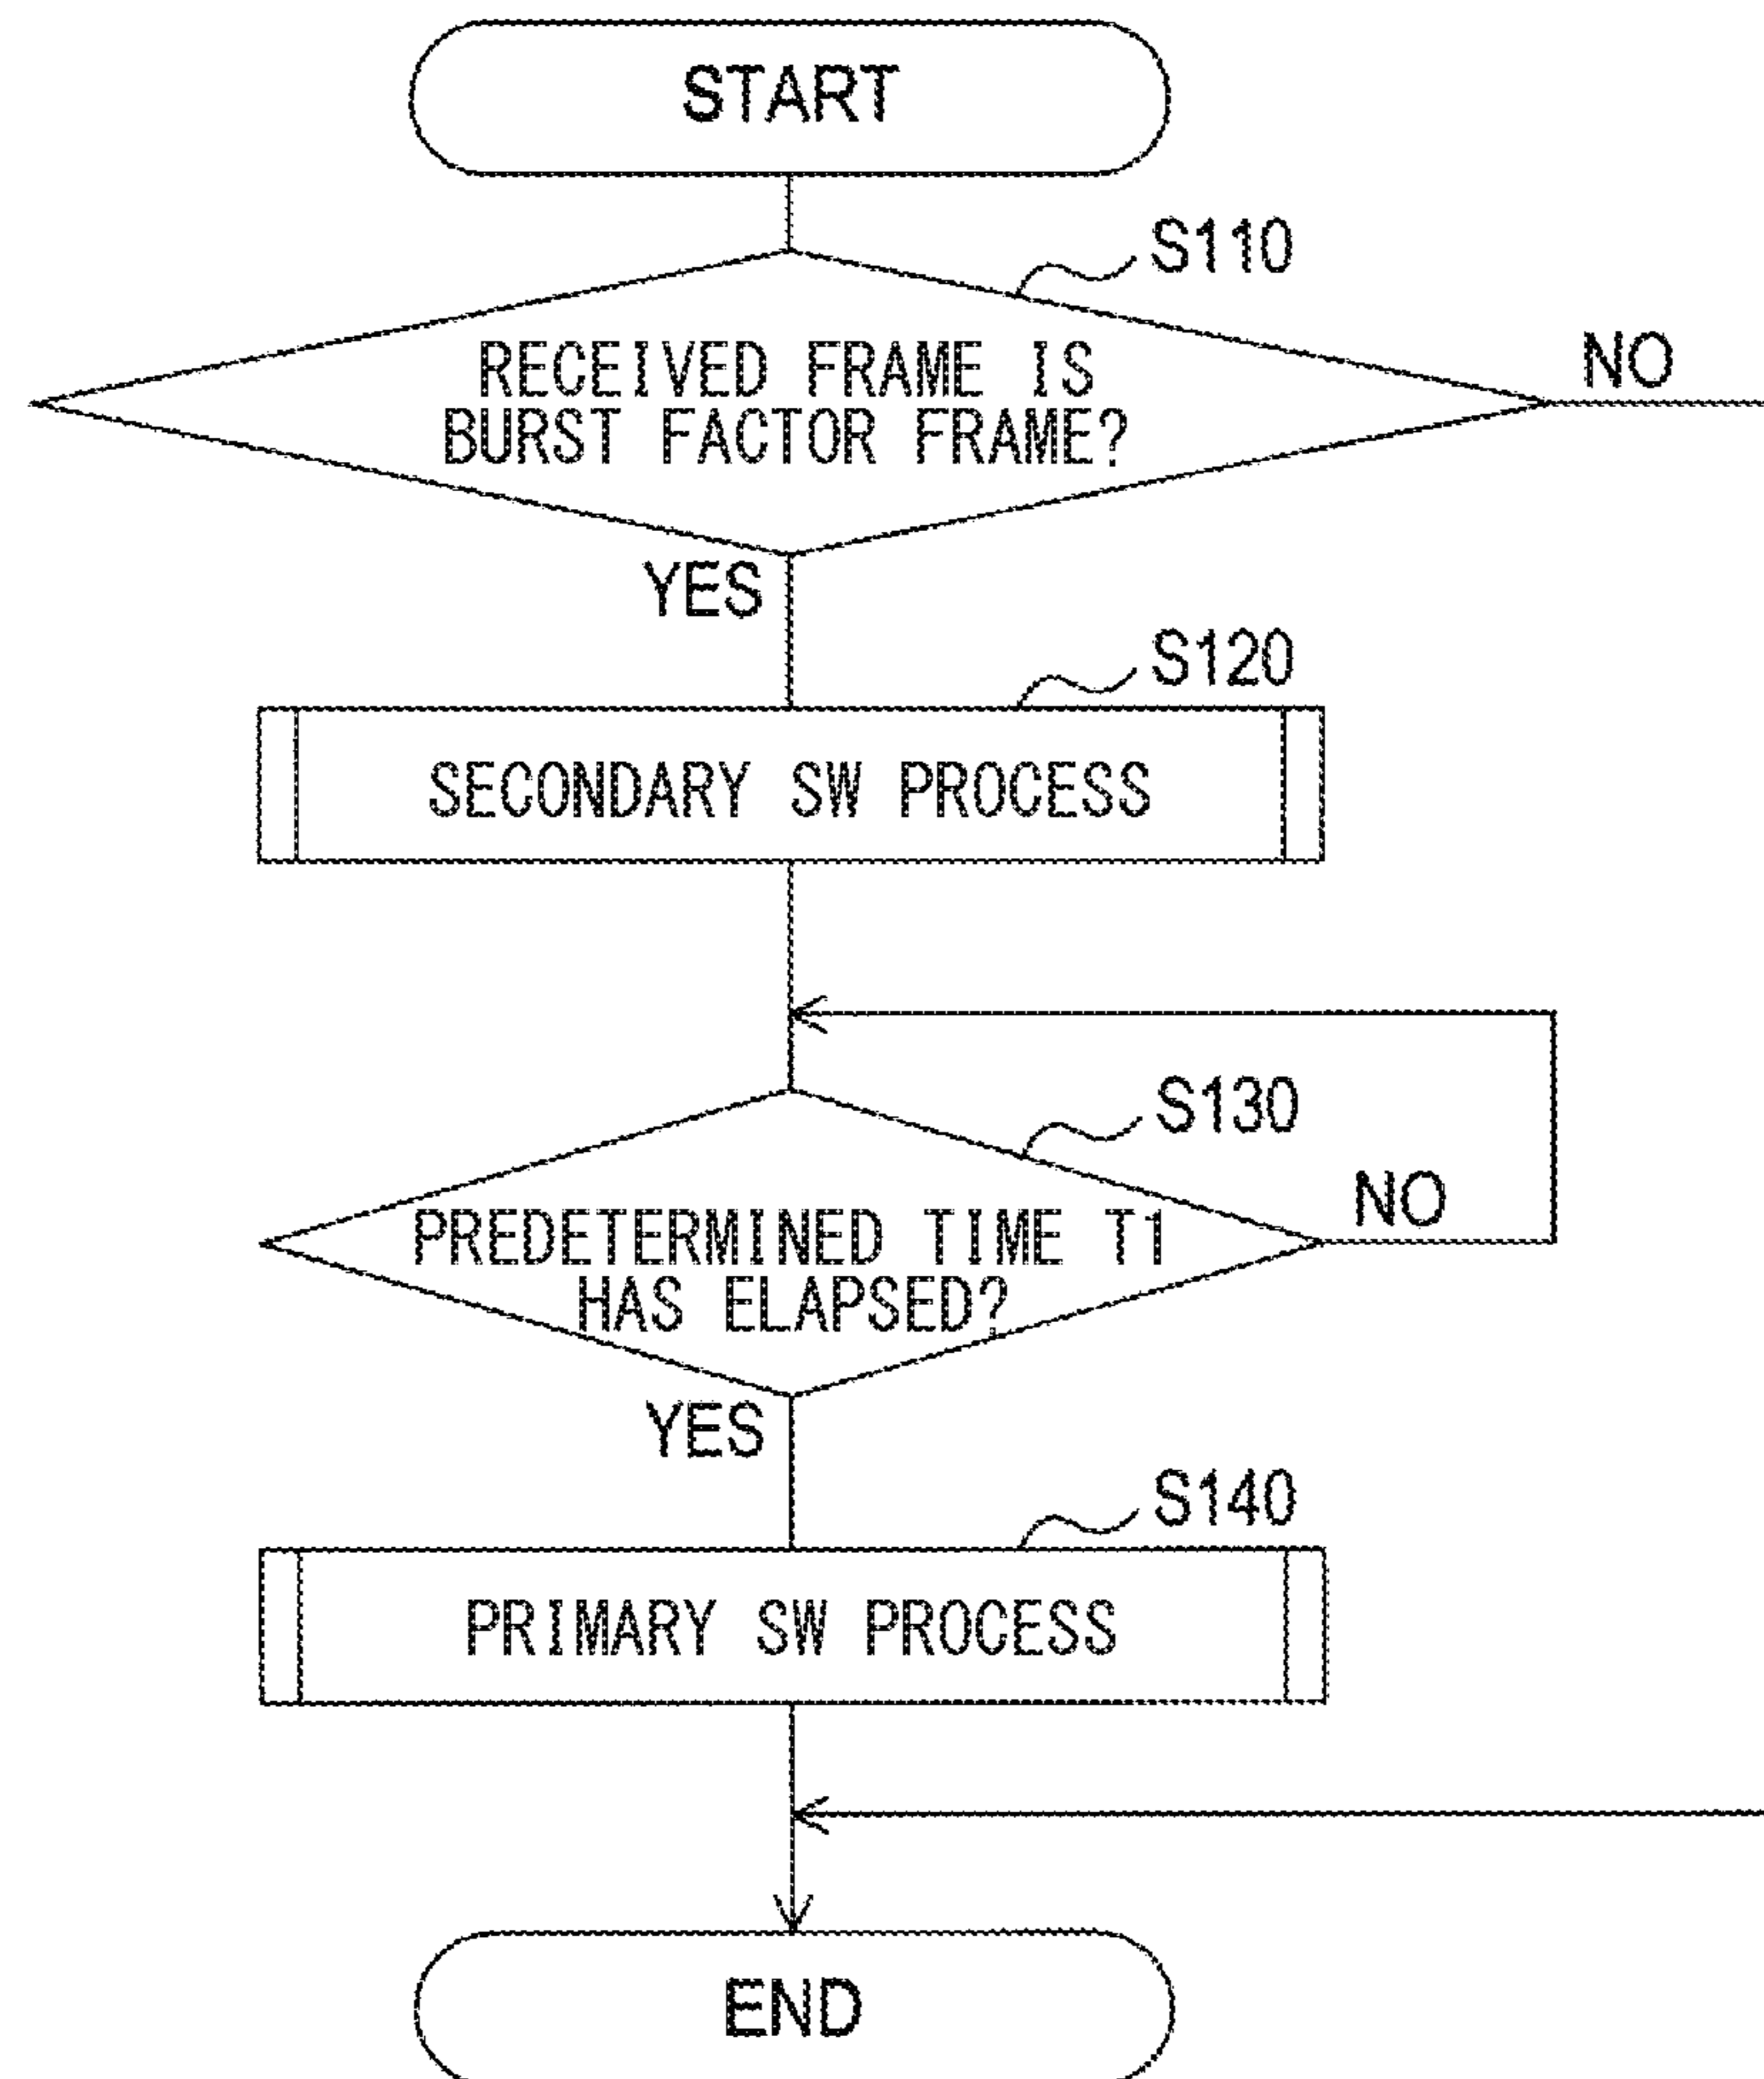 START
S110
RECEIVED FRAME IS
BURST FACTOR FRAME?
NO
YES
S120
SECONDARY SW PROCESS
S130
PREDETERMINED TIME T1
HAS ELAPSED?
NO
YES
S140
PRIMARY SW PROCESS
END